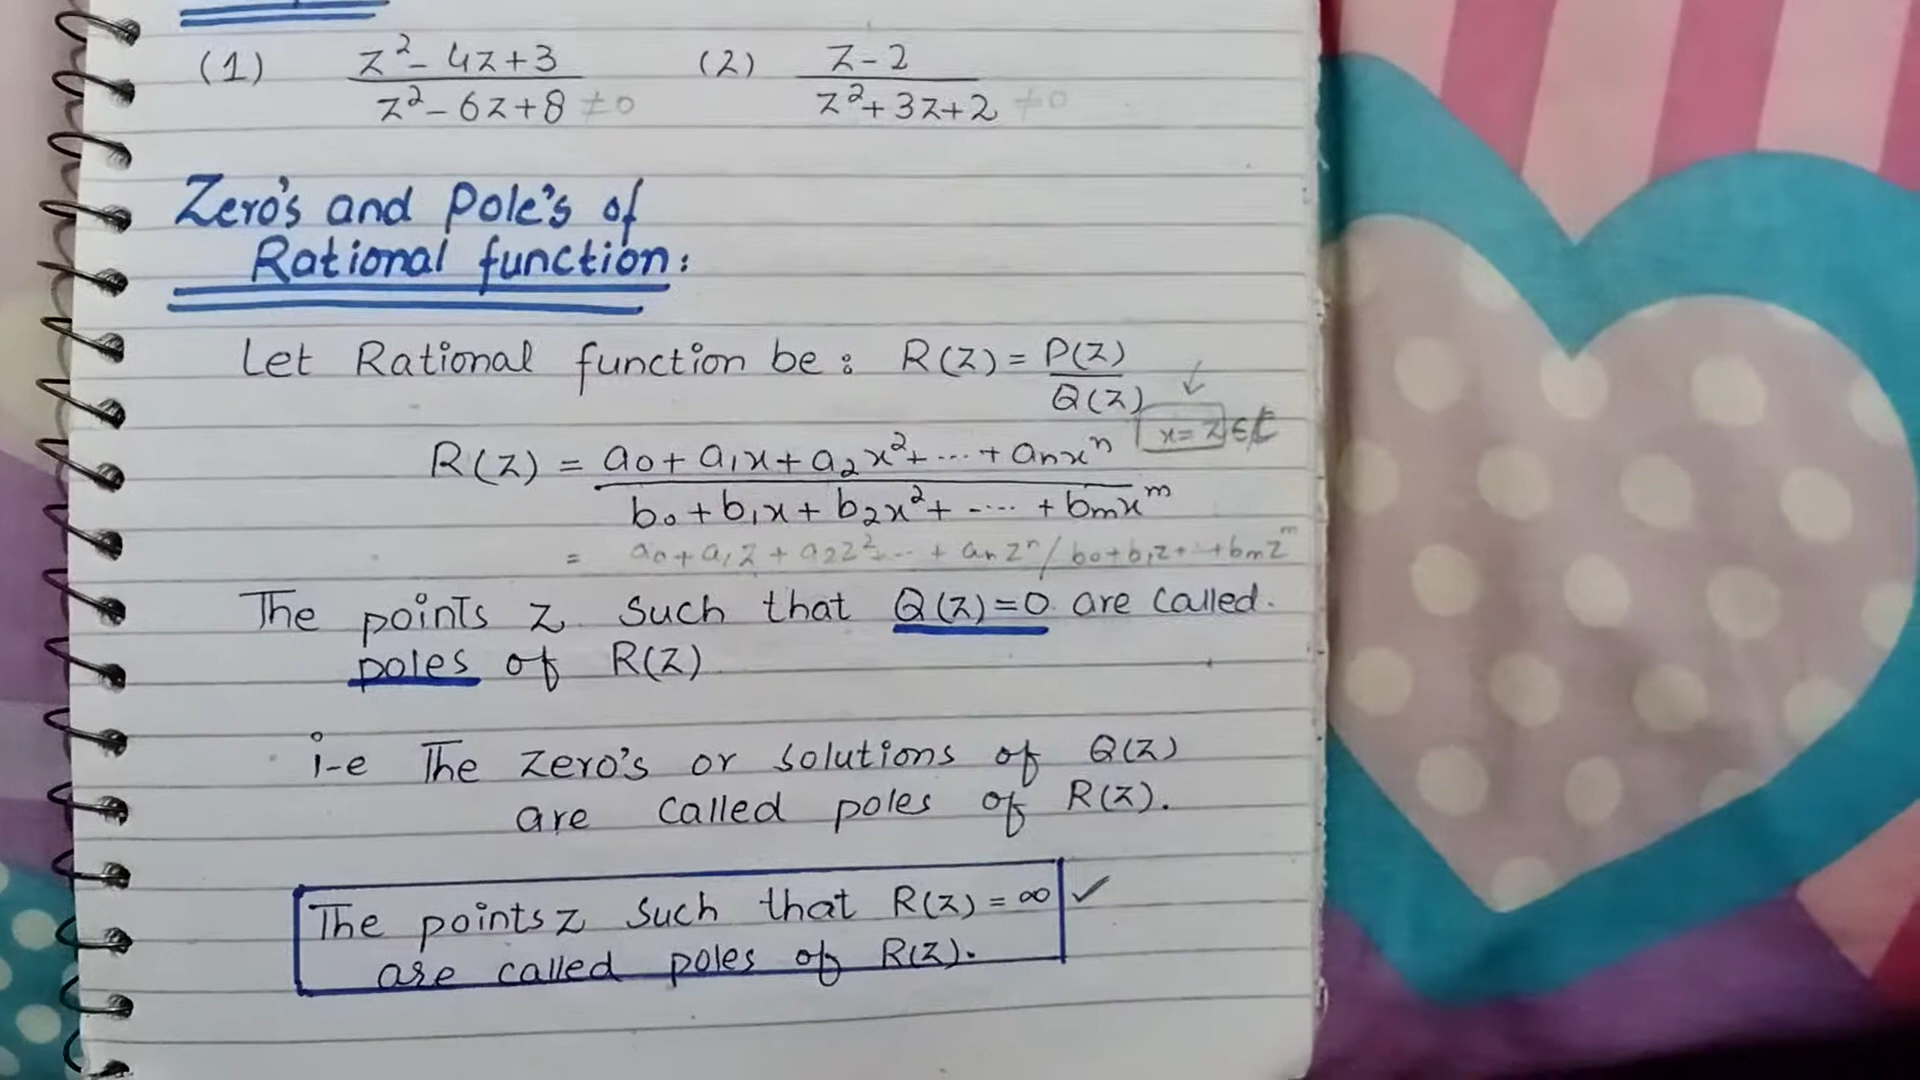 (1) z²-4z+3 / z²-6z+8 ≠0 (2) z-2 / z²+3z+2 ≠0
Zero's and Pole's of
Rational function:
Let Rational function be: R(z) = P(z) / Q(z)
x=z ∈ ℂ
R(z) = a₀+a₁x+a₂x²+....+aₙxⁿ / b₀+b₁x+b₂x²+....+bₘxᵐ
= a₀+a₁z+a₂z²+...+aₙzⁿ / b₀+b₁z+..+bₘzᵐ
The points z such that Q(z)=0 are called.
poles of R(z)
i-e The zero's or solutions of Q(z)
are called poles of R(z).
The points z such that R(z) = ∞ ✓
are called poles of R(z).